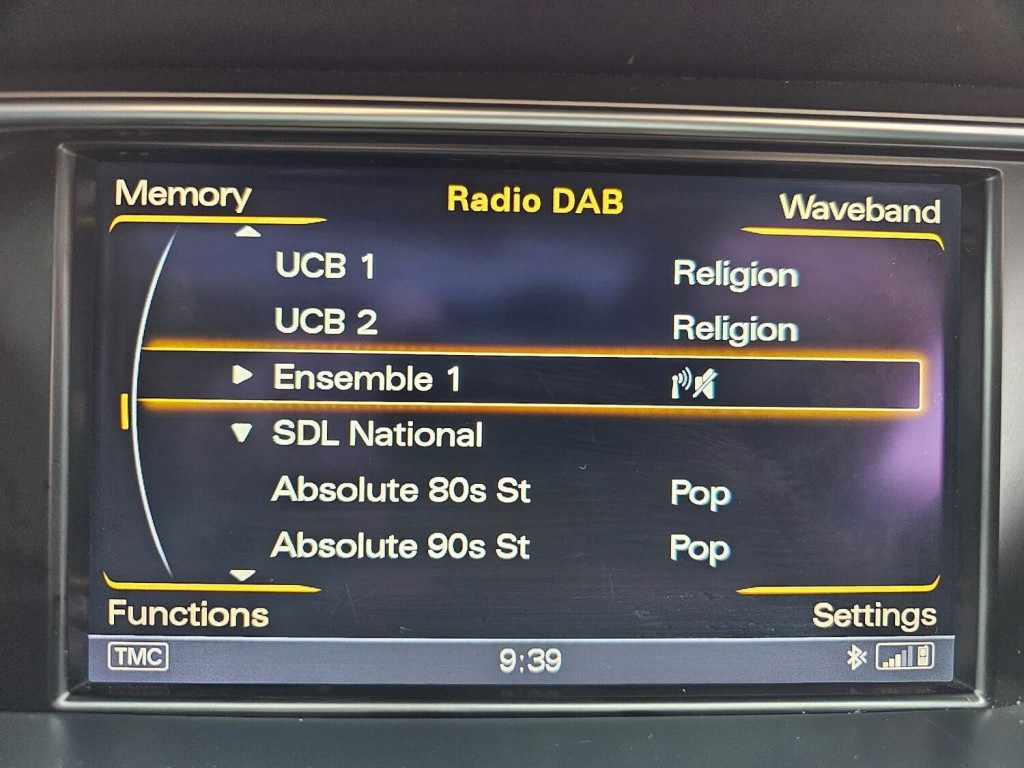 Memory Radio DAB Waveband
UCB 1 Religion
UCB 2 Religion
Ensemble 1
SDL National
Absolute 80s St Pop
Absolute 90s St Pop
Functions Settings
TMC 9:39